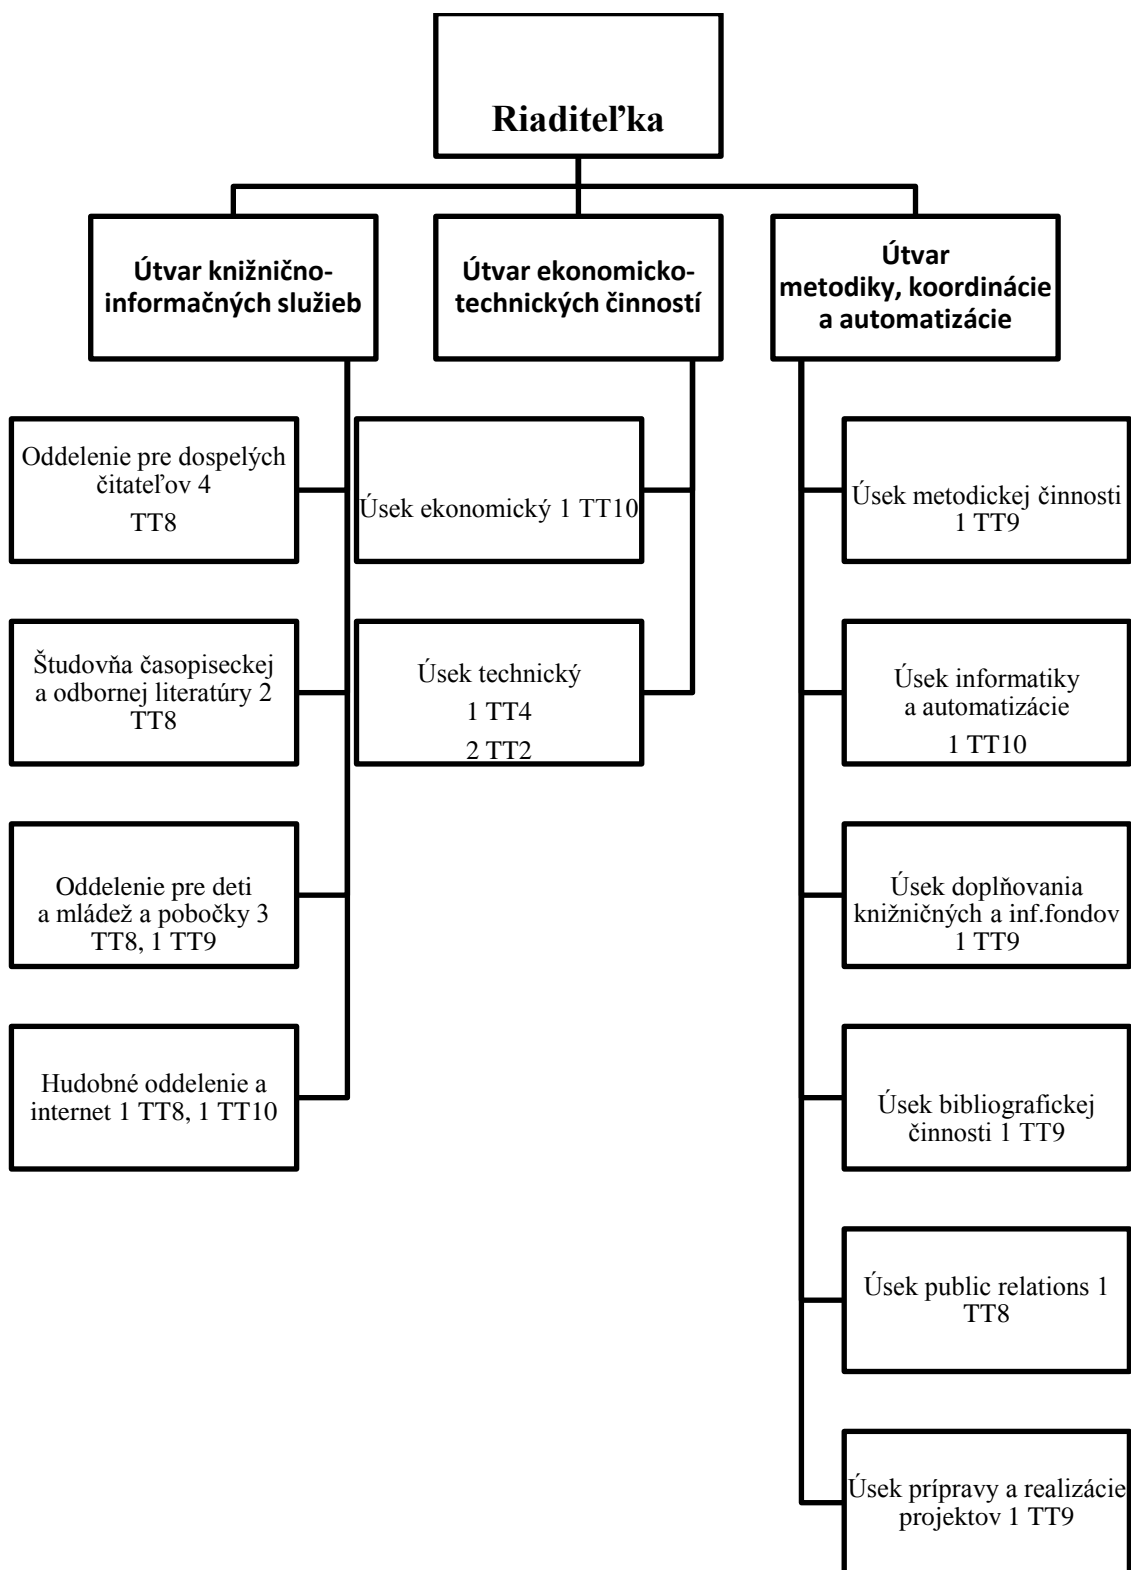 Riaditeľka
Útvar knižnično-
informačných služieb
Útvar ekonomicko-
technických činností
Útvar
metodiky, koordinácie
a automatizácie
Oddelenie pre dospelých
čitateľov 4
TT8
Študovňa časopiseckej
a odbornej literatúry 2
TT8
Oddelenie pre deti
a mládež a pobočky 3
TT8, 1 TT9
Hudobné oddelenie a
internet 1 TT8, 1 TT10
Úsek ekonomický 1 TT10
Úsek technický
1 TT4
2 TT2
Úsek metodickej činnosti
1 TT9
Úsek informatiky
a automatizácie
1 TT10
Úsek doplňovania
knižničných a inf.fondov
1 TT9
Úsek bibliografickej
činnosti 1 TT9
Úsek public relations 1
TT8
Úsek prípravy a realizácie
projektov 1 TT9